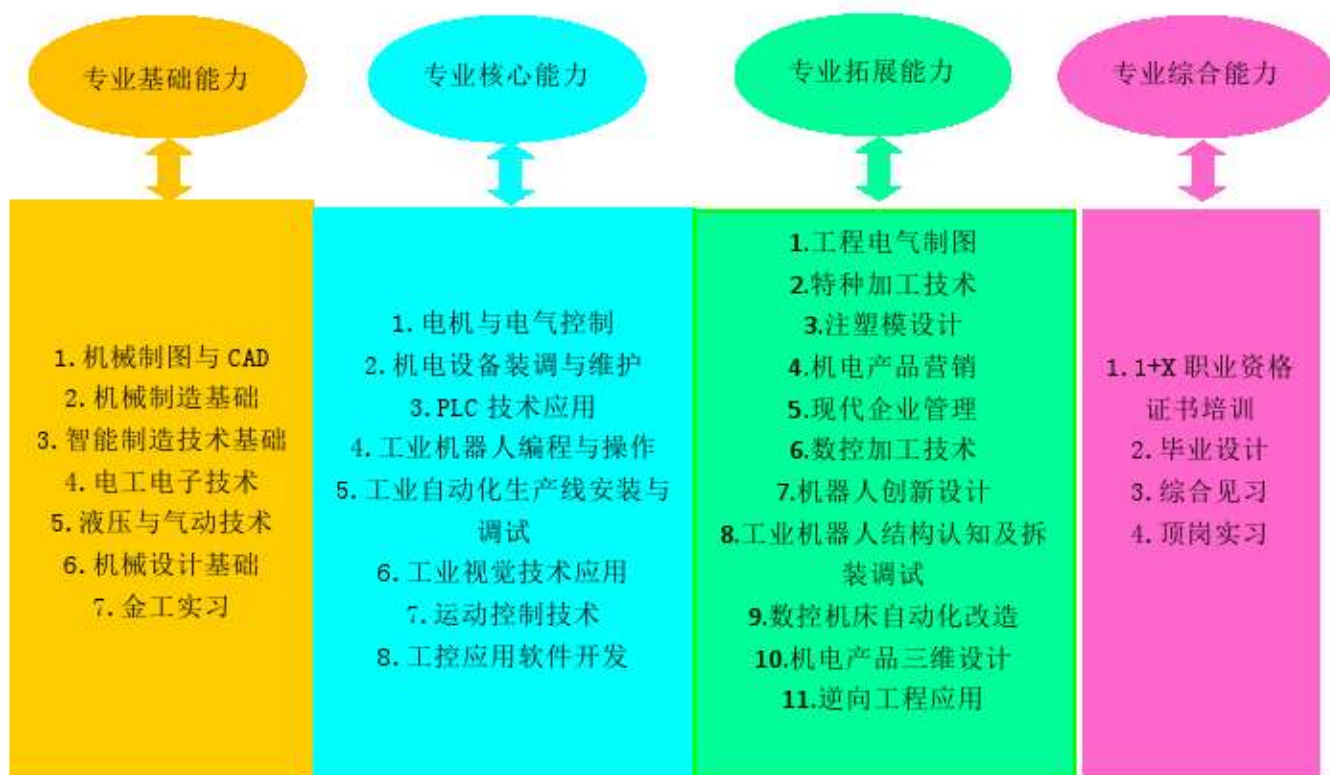 专业基础能力
1. 机械制图与 CAD
2. 机械制造基础
3. 智能制造技术基础
4. 电工电子技术
5. 液压与气动技术
6. 机械设计基础
7. 金工实习
专业核心能力
1. 电机与电气控制
2. 机电设备装调与维护
3. PLC 技术应用
4. 工业机器人编程与操作
5. 工业自动化生产线安装与
调试
6. 工业视觉技术应用
7. 运动控制技术
8. 工控应用软件开发
专业拓展能力
1.工程电气制图
2.特种加工技术
3.注塑模设计
4.机电产品营销
5.现代企业管理
6.数控加工技术
7.机器人创新设计
8.工业机器人结构认知及拆
装调试
9.数控机床自动化改造
10.机电产品三维设计
11.逆向工程应用
专业综合能力
1. 1+X 职业资格
证书培训
2. 毕业设计
3. 综合见习
4. 顶岗实习